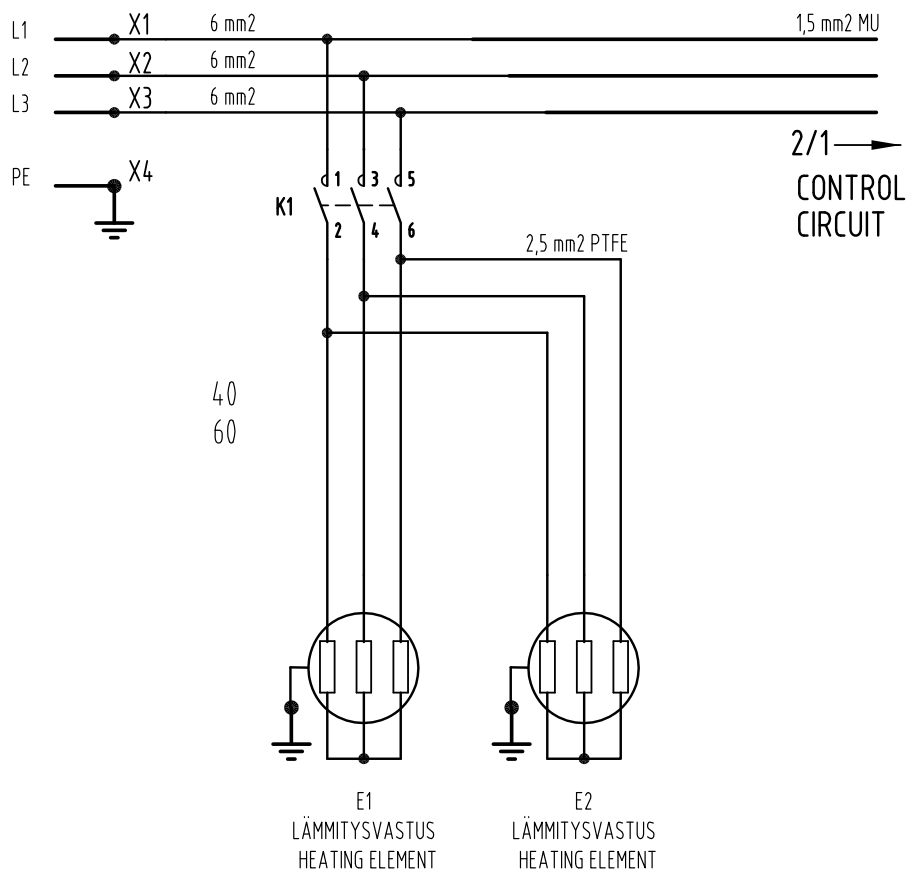 L1 X1 6 mm2 1,5 mm2 MU
L2 X2 6 mm2
L3 X3 6 mm2
2/1
PE X4
CONTROL
CIRCUIT
1 3 5
K1
2 4 6
2,5 mm2 PTFE
40
60
E1 E2
LÄMMITYSVASTUS LÄMMITYSVASTUS
HEATING ELEMENT HEATING ELEMENT